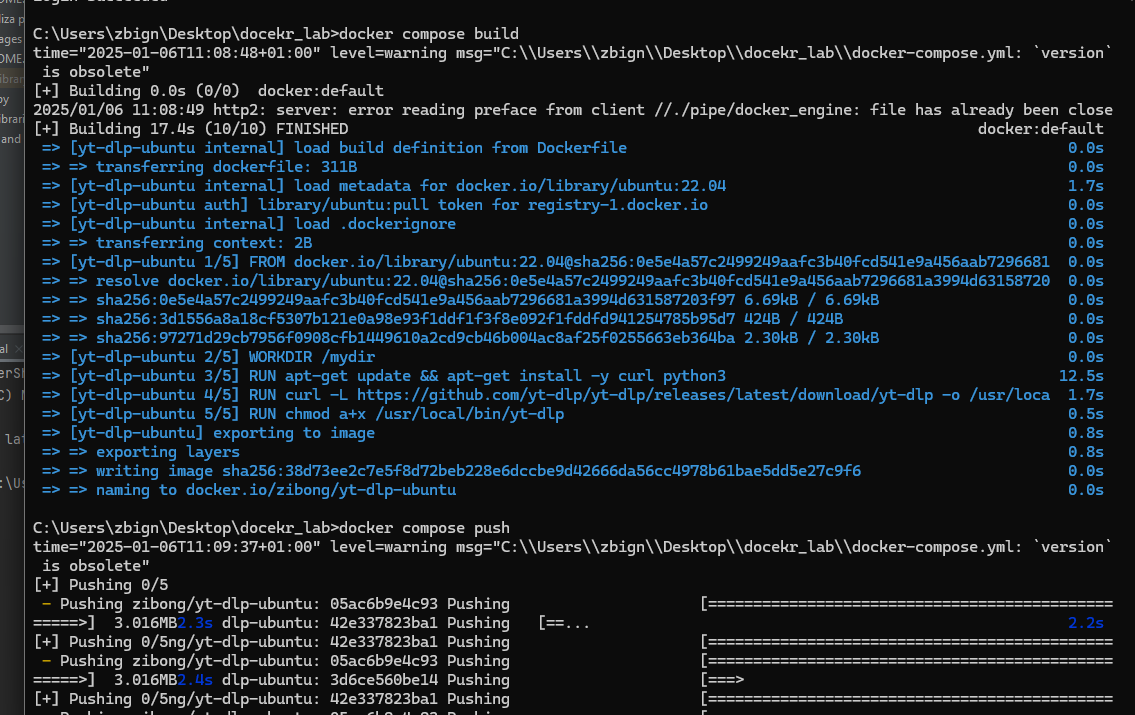 C:\Users\zbign\Desktop\docekr_lab>docker compose build
time="2025-01-06T11:08:48+01:00" level=warning msg="C:\\Users\\zbign\\Desktop\\docekr_lab\\docker-compose.yml: `version`
 is obsolete"
[+] Building 0.0s (0/0)  docker:default
2025/01/06 11:08:49 http2: server: error reading preface from client //./pipe/docker_engine: file has already been close
[+] Building 17.4s (10/10) FINISHED docker:default
=> [yt-dlp-ubuntu internal] load build definition from Dockerfile 0.0s
=> => transferring dockerfile: 311B 0.0s
=> [yt-dlp-ubuntu internal] load metadata for docker.io/library/ubuntu:22.04 1.7s
=> [yt-dlp-ubuntu auth] library/ubuntu:pull token for registry-1.docker.io 0.0s
=> [yt-dlp-ubuntu internal] load .dockerignore 0.0s
=> => transferring context: 2B 0.0s
=> [yt-dlp-ubuntu 1/5] FROM docker.io/library/ubuntu:22.04@sha256:0e5e4a57c2499249aafc3b40fcd541e9a456aab7296681 0.0s
=> => resolve docker.io/library/ubuntu:22.04@sha256:0e5e4a57c2499249aafc3b40fcd541e9a456aab7296681a3994d63158720 0.0s
=> => sha256:0e5e4a57c2499249aafc3b40fcd541e9a456aab7296681a3994d631587203f97 6.69kB / 6.69kB 0.0s
=> => sha256:3d1556a8a18cf5307b121e0a98e93f1ddf1f3f8e092f1fddfd941254785b95d7 424B / 424B 0.0s
=> => sha256:97271d29cb7956f0908cfb1449610a2cd9cb46b004ac8af25f0255663eb364ba 2.30kB / 2.30kB 0.0s
=> [yt-dlp-ubuntu 2/5] WORKDIR /mydir 0.0s
=> [yt-dlp-ubuntu 3/5] RUN apt-get update && apt-get install -y curl python3 12.5s
=> [yt-dlp-ubuntu 4/5] RUN curl -L https://github.com/yt-dlp/yt-dlp/releases/latest/download/yt-dlp -o /usr/loca 1.7s
=> [yt-dlp-ubuntu 5/5] RUN chmod a+x /usr/local/bin/yt-dlp 0.5s
=> [yt-dlp-ubuntu] exporting to image 0.8s
=> => exporting layers 0.8s
=> => writing image sha256:38d73ee2c7e5f8d72beb228e6dccbe9d42666da56cc4978b61bae5dd5e27c9f6 0.0s
=> => naming to docker.io/zibong/yt-dlp-ubuntu 0.0s
C:\Users\zbign\Desktop\docekr_lab>docker compose push
time="2025-01-06T11:09:37+01:00" level=warning msg="C:\\Users\\zbign\\Desktop\\docekr_lab\\docker-compose.yml: `version`
 is obsolete"
[+] Pushing 0/5
- Pushing zibong/yt-dlp-ubuntu: 05ac6b9e4c93 Pushing [=============================================
=====>]  3.016MB2.3s dlp-ubuntu: 42e337823ba1 Pushing [==... 2.2s
[+] Pushing 0/5ng/yt-dlp-ubuntu: 42e337823ba1 Pushing [=============================================
- Pushing zibong/yt-dlp-ubuntu: 05ac6b9e4c93 Pushing [=============================================
=====>]  3.016MB2.4s dlp-ubuntu: 3d6ce560be14 Pushing [===>
[+] Pushing 0/5ng/yt-dlp-ubuntu: 42e337823ba1 Pushing [=============================================